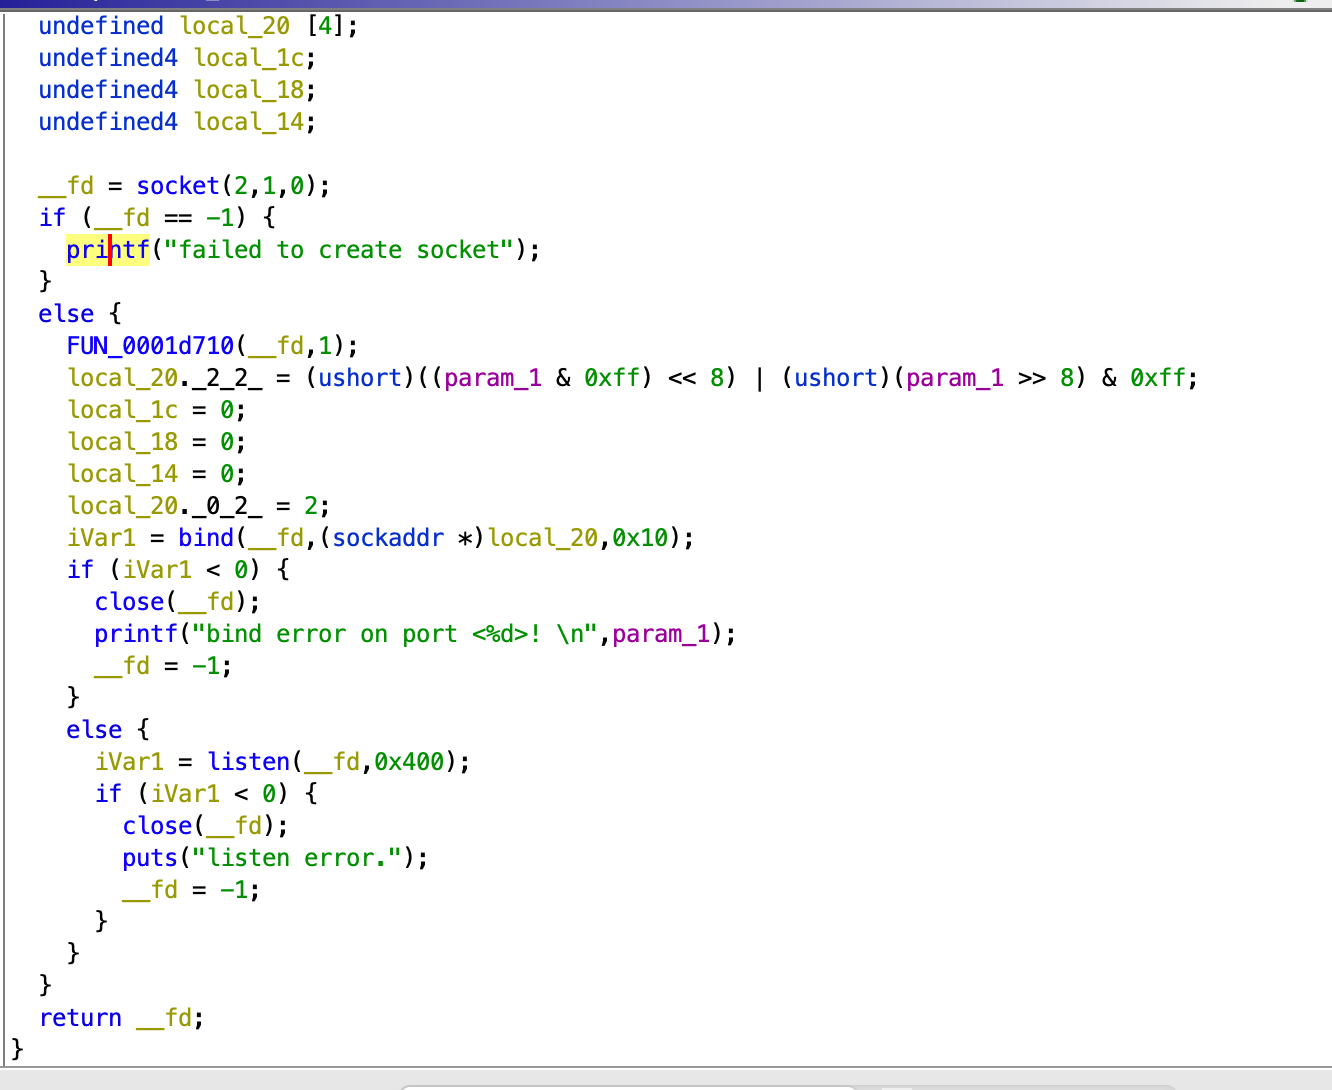 undefined local_20 [4];
undefined4 local_1c;
undefined4 local_18;
undefined4 local_14;
__fd = socket(2,1,0);
if (__fd == -1) {
printf("failed to create socket");
}
else {
FUN_0001d710(__fd,1);
local_20._2_2_ = (ushort)((param_1 & 0xff) << 8) | (ushort)(param_1 >> 8) & 0xff;
local_1c = 0;
local_18 = 0;
local_14 = 0;
local_20._0_2_ = 2;
iVar1 = bind(__fd,(sockaddr *)local_20,0x10);
if (iVar1 < 0) {
close(__fd);
printf("bind error on port <%d>! \n",param_1);
__fd = -1;
}
else {
iVar1 = listen(__fd,0x400);
if (iVar1 < 0) {
close(__fd);
puts("listen error.");
__fd = -1;
}
}
}
return __fd;
}